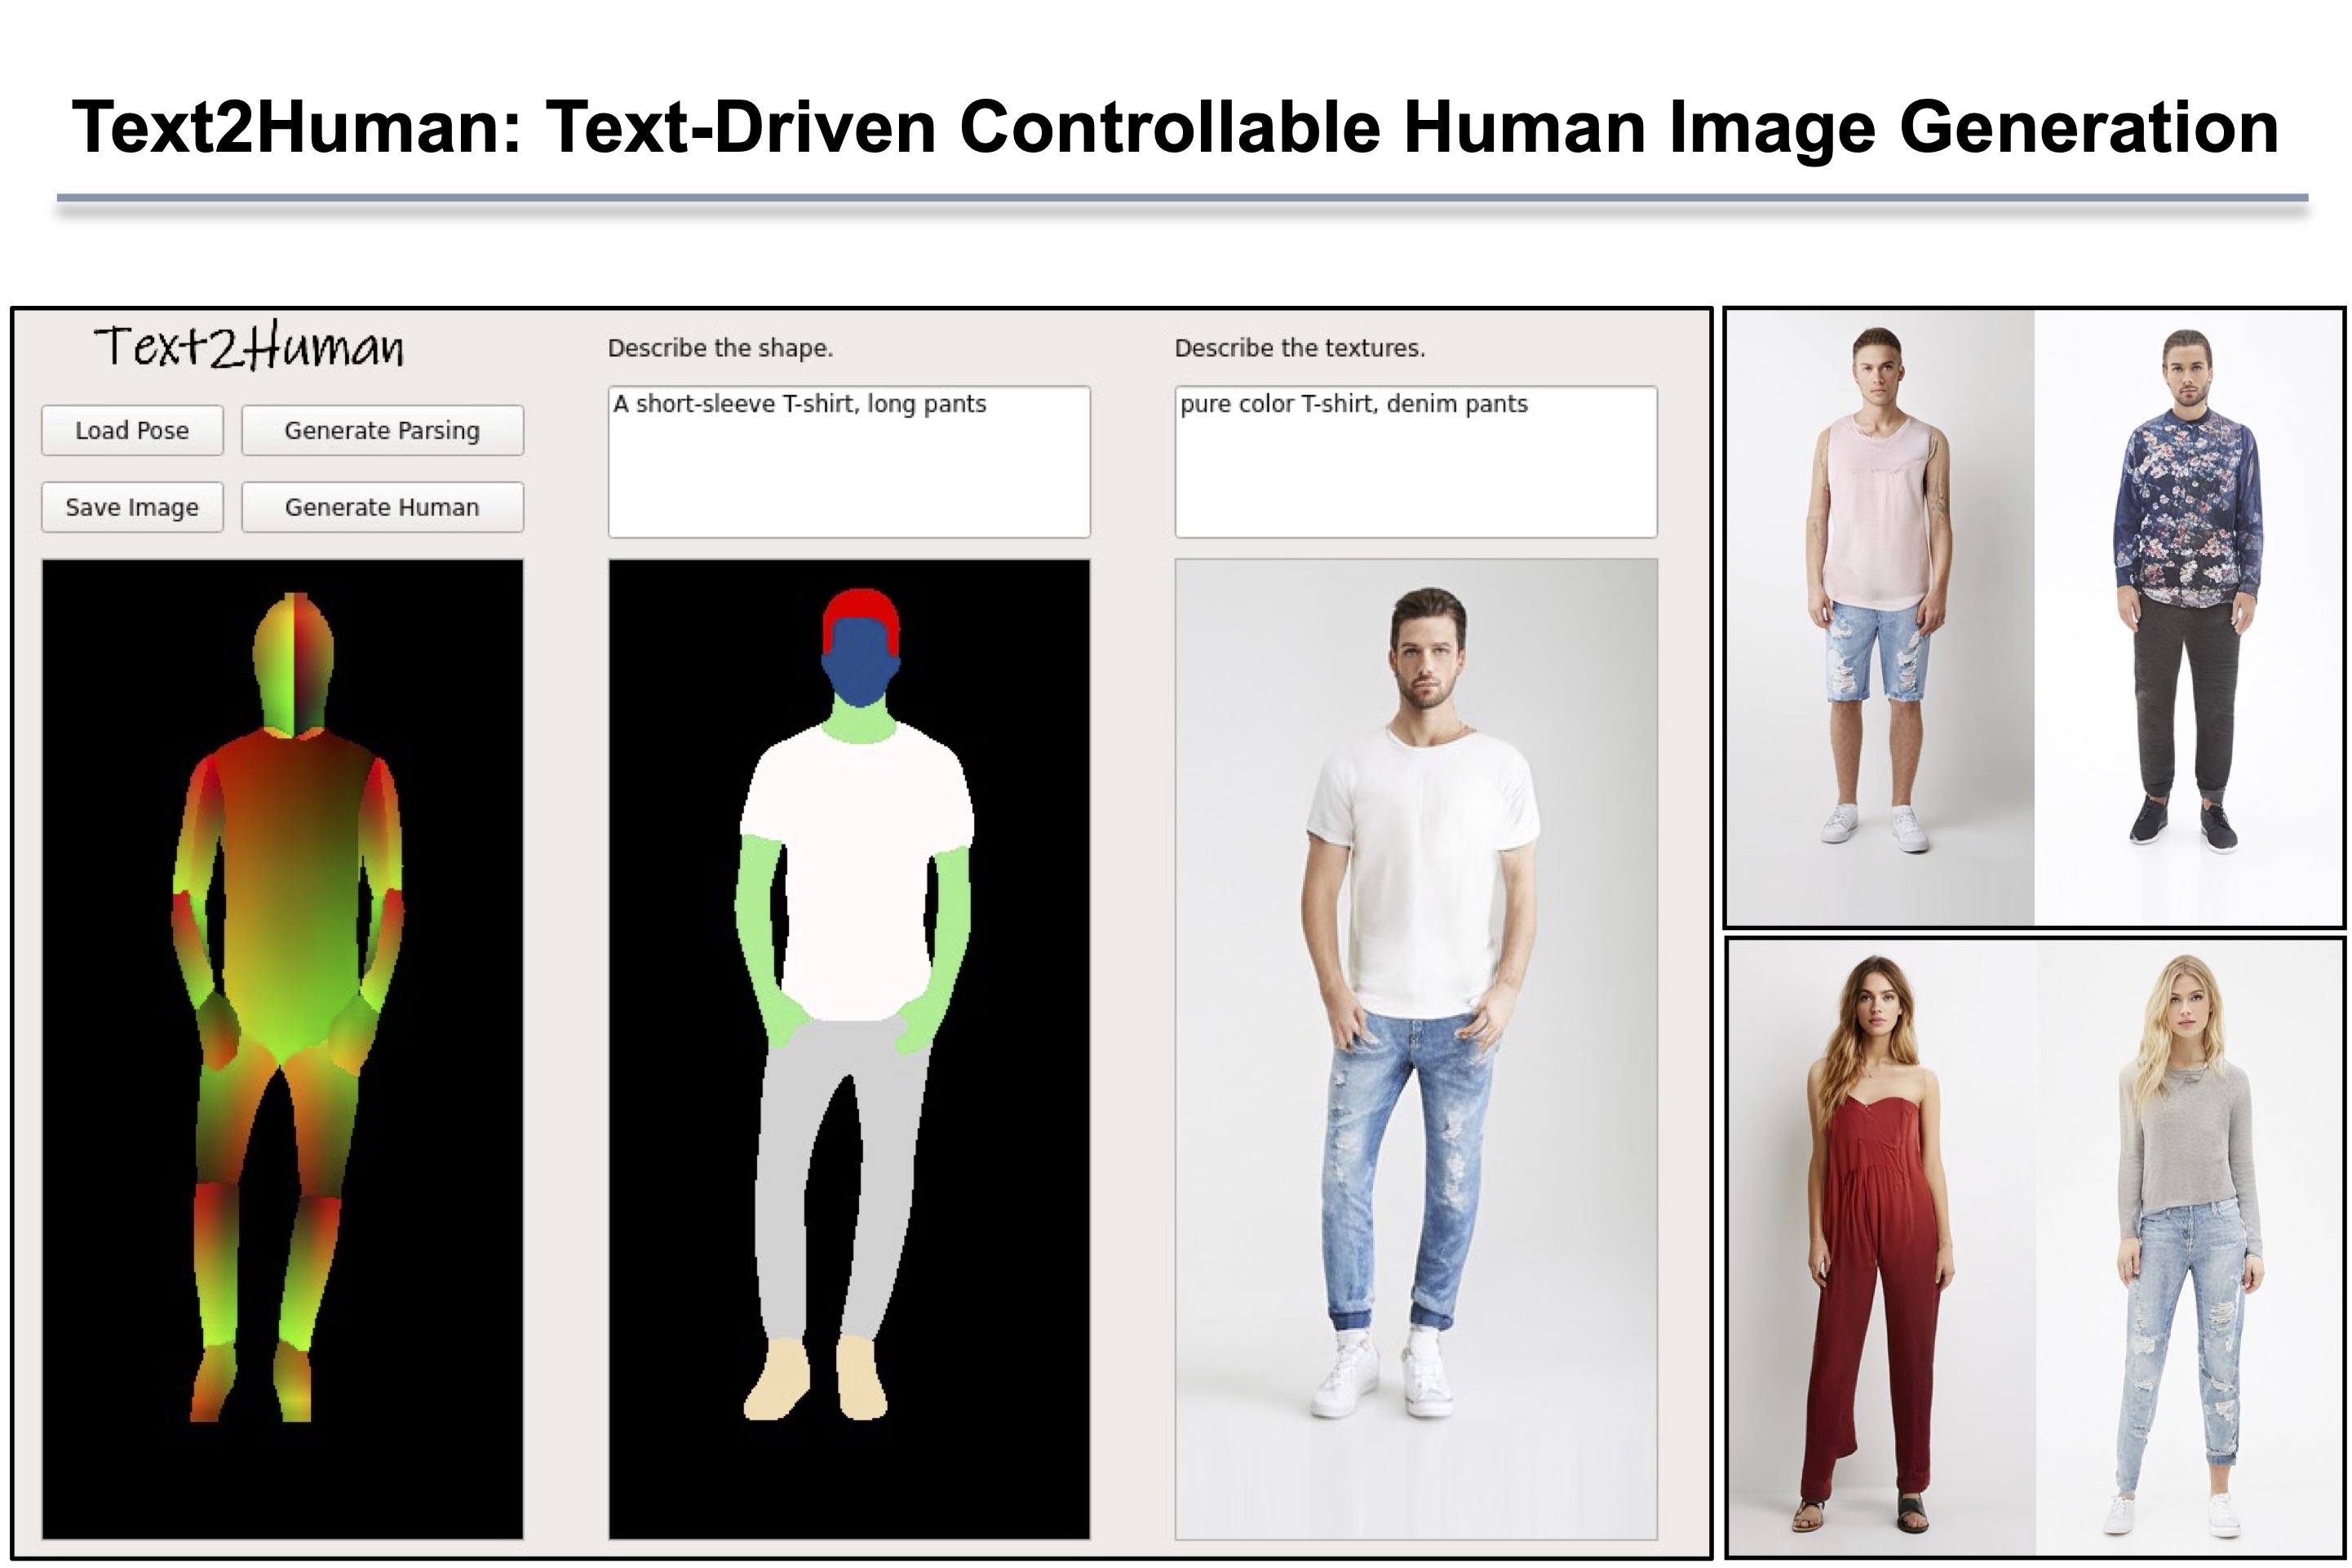 Text2Human: Text-Driven Controllable Human Image Generation
Text2Human
Load Pose
Generate Parsing
Save Image
Generate Human
Describe the shape.
A short-sleeve T-shirt, long pants
Describe the textures.
pure color T-shirt, denim pants